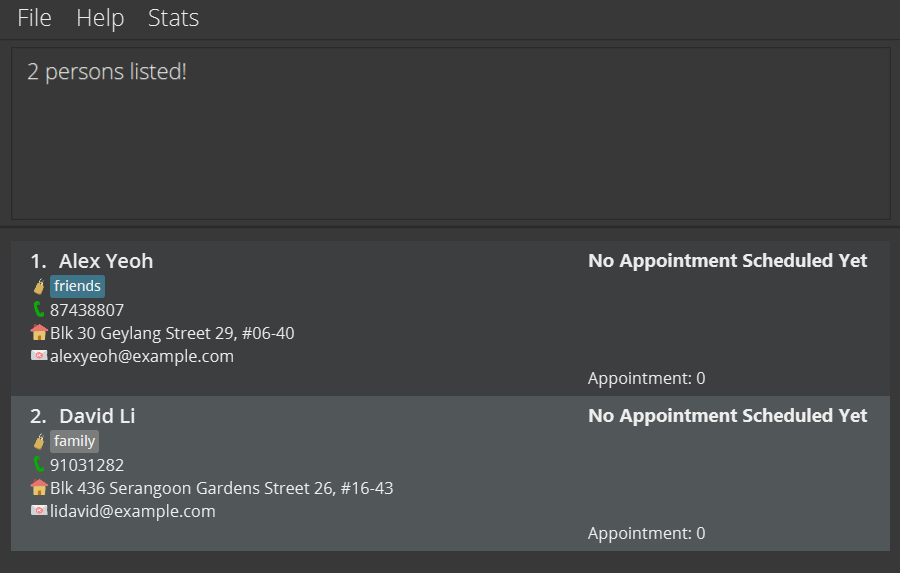 File Help Stats
2 persons listed!
1. Alex Yeoh
No Appointment Scheduled Yet
friends
87438807
Blk 30 Geylang Street 29, #06-40
alexyeoh@example.com
Appointment: 0
2. David Li
No Appointment Scheduled Yet
family
91031282
Blk 436 Serangoon Gardens Street 26, #16-43
lidavid@example.com
Appointment: 0